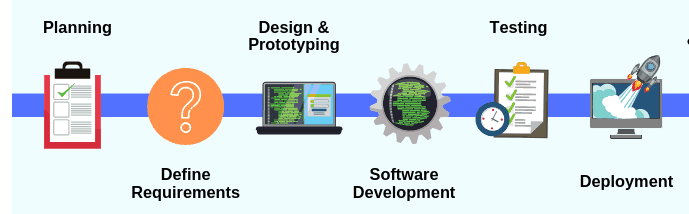 Planning
Define
Requirements
Design &
Prototyping
Software
Development
Testing
Deployment